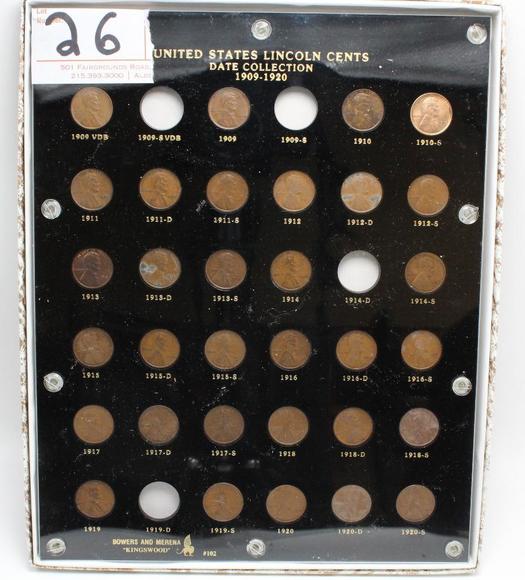 26
501 FAIRGROUNDS ROAD,
215.393.3000 |
UNITED STATES LINCOLN CENTS
DATE COLLECTION
1909-1920
1909 VDB 1909-S VDB 1909 1909-S 1910 1910-S
1911 1911-D 1911-S 1912 1912-D 1912-S
1913 1913-D 1913-S 1914 1914-D 1914-S
1915 1915-D 1915-S 1916 1916-D 1916-S
1917 1917-D 1917-S 1918 1918-D 1918-S
1919 1919-D 1919-S 1920 1920-D 1920-S
BOWERS AND MERENA
"KINGSWOOD" #102